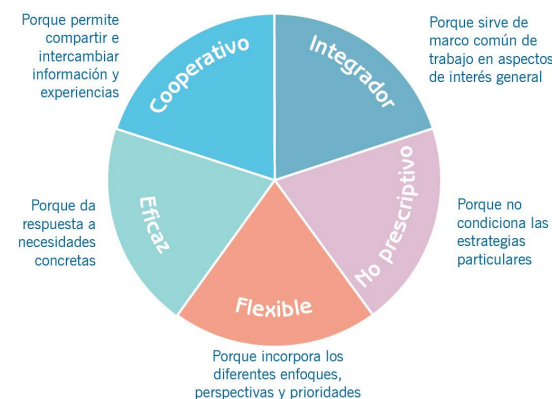 Porque permite
compartir e
intercambiar
información y
experiencias
Cooperativo
Integrador
Porque sirve de
marco común de
trabajo en aspectos
de interés general
Eficaz
Porque da
respuesta a
necesidades
concretas
No prescriptivo
Porque no
condiciona las
estrategias
particulares
Flexible
Porque incorpora los
diferentes enfoques,
perspectivas y prioridades